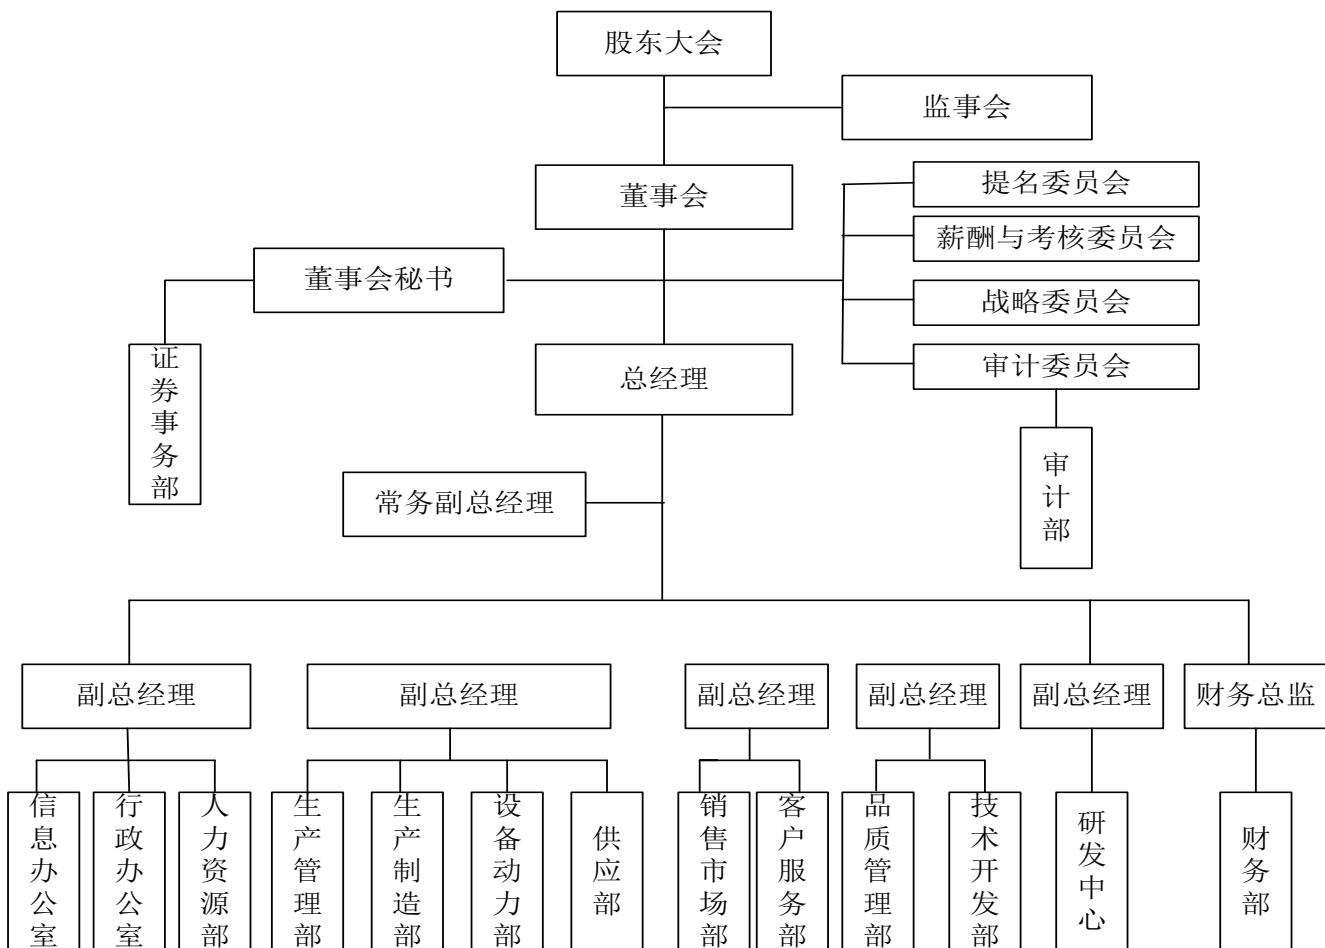 股东大会
监事会
董事会
提名委员会
薪酬与考核委员会
董事会秘书
战略委员会
证券事务部
总经理
审计委员会
审计部
常务副总经理
副总经理
副总经理
副总经理
副总经理
副总经理
财务总监
信息办公室
行政办公室
人力资源部
生产管理部
生产制造部
设备动力部
供应部
销售市场部
客户服务部
品质管理部
技术开发部
研发中心
财务部